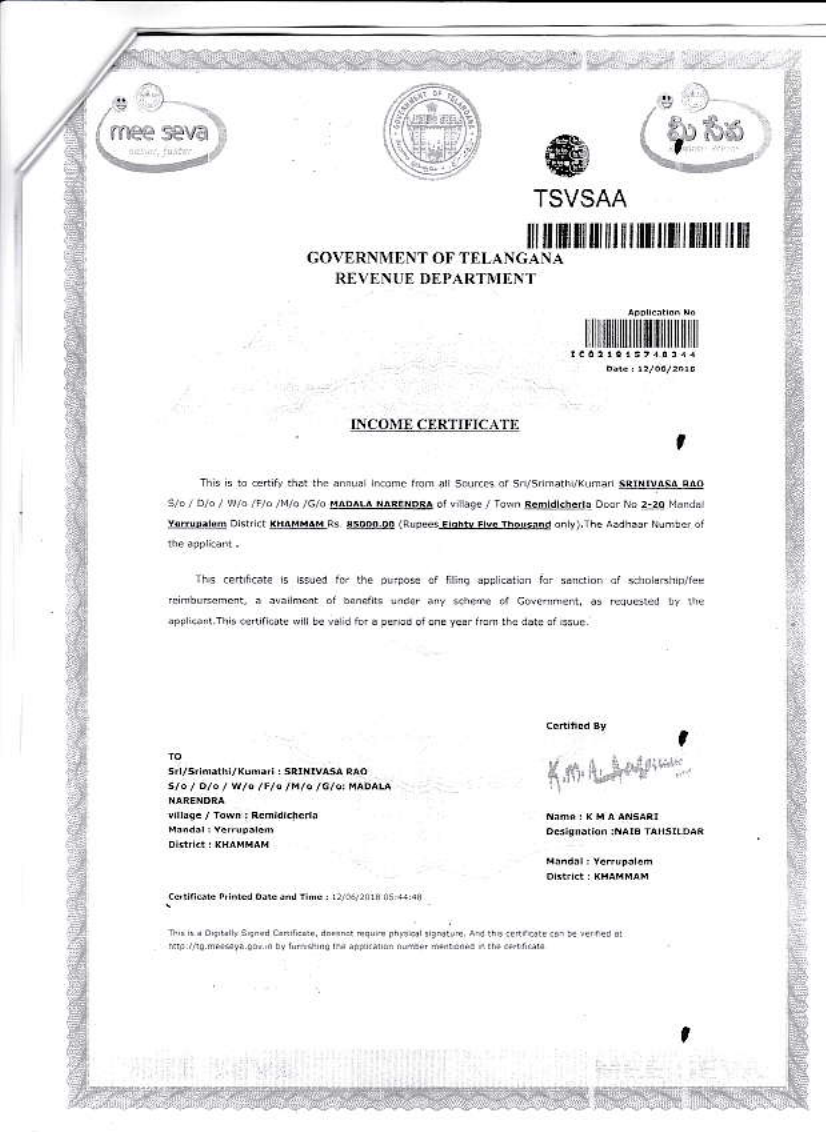 mee seva
faster
GOVERNMENT OF TELANGANA
మీ సేవ
TSVSAA
GOVERNMENT OF TELANGANA
REVENUE DEPARTMENT
Application No
IC021815748344
Date : 12/06/2018
INCOME CERTIFICATE
This is to certify that the annual income from all Sources of Sri/Srimathi/Kumari SRINIVASA RAO
S/o / D/o / W/o /F/o /M/o /G/o MADALA NARENDRA of village / Town Remidicherla Door No 2-20 Mandal
Yerrupalem District KHAMMAM Rs. 85000.00 (Rupees Eighty Five Thousand only).The Aadhaar Number of
the applicant .
This certificate is issued for the purpose of filing application for sanction of scholarship/fee
reimbursement, a availment of benefits under any scheme of Government, as requested by the
applicant.This certificate will be valid for a period of one year from the date of issue.
Certified By
TO
Sri/Srimathi/Kumari : SRINIVASA RAO
S/o / D/o / W/o /F/o /M/o /G/o: MADALA
NARENDRA
village / Town : Remidicherla
Mandal : Yerrupalem
District : KHAMMAM
Name : K M A ANSARI
Designation :NAIB TAHSILDAR
Mandal : Yerrupalem
District : KHAMMAM
Certificate Printed Date and Time : 12/06/2018 05:44:48
This is a Digitally Signed Certificate, doesnot require physical signature. And this certificate can be verified at
http://tg.meeseva.gov.in by furnishing the application number mentioned in the certificate
MEE SEVA